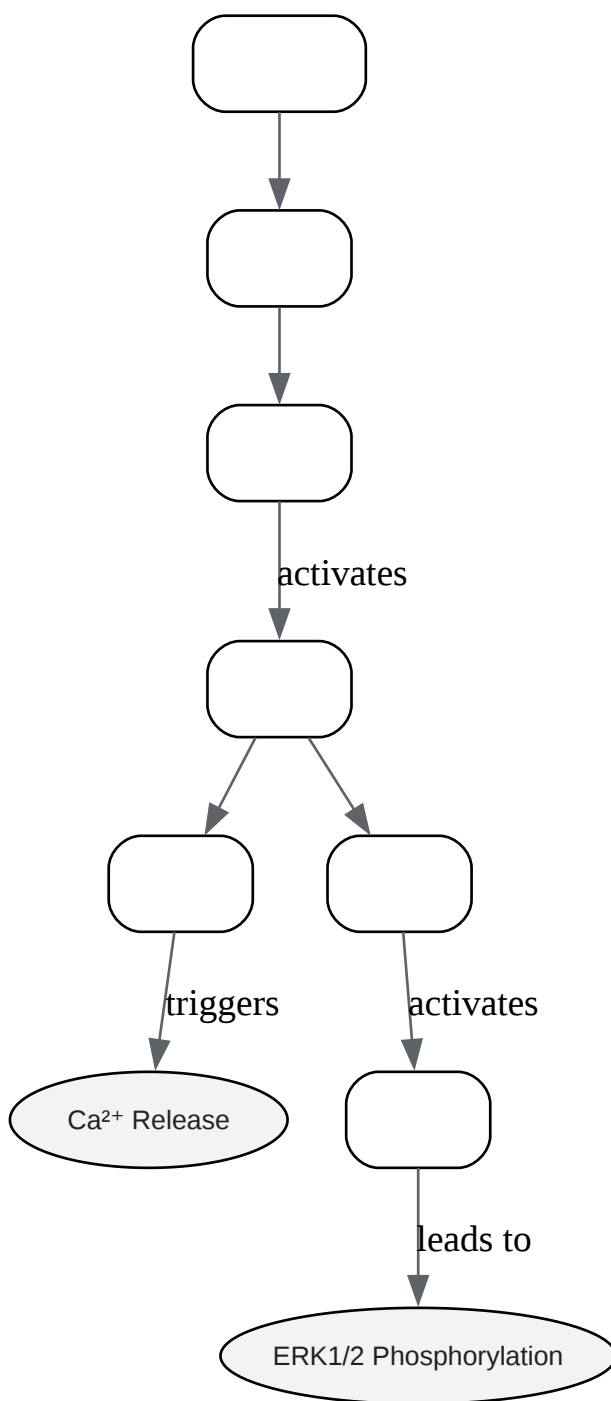 activates
triggers
activates
Ca²⁺ Release
leads to
ERK1/2 Phosphorylation